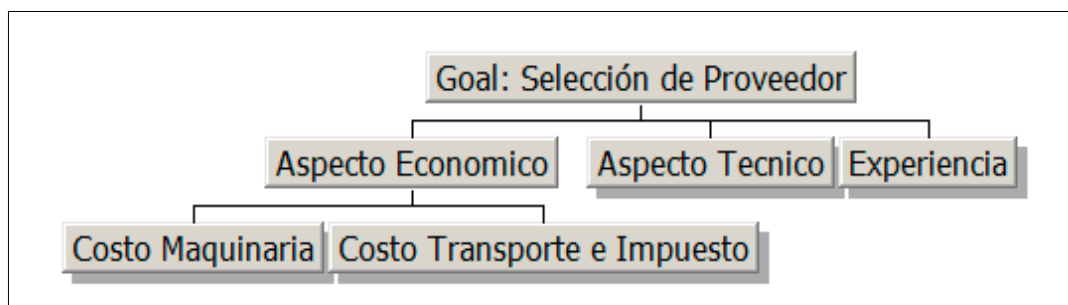 Goal: Selección de Proveedor
Aspecto Economico
Aspecto Tecnico
Experiencia
Costo Maquinaria
Costo Transporte e Impuesto